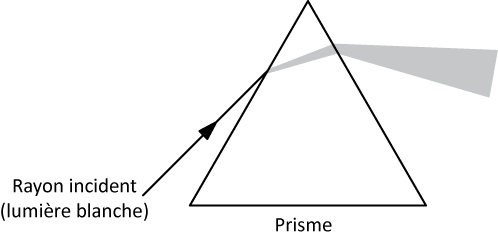 Rayon incident
(lumière blanche)
Prisme